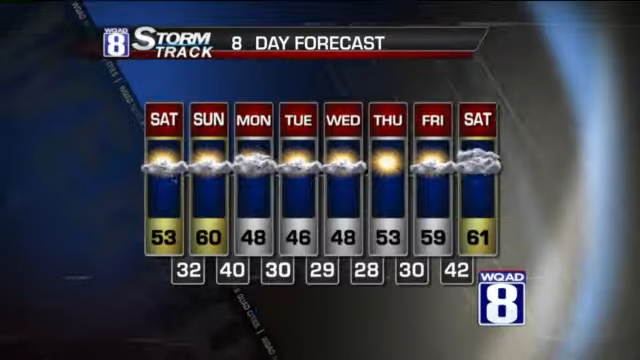 WQAD
8
STORM
TRACK
8 DAY FORECAST
SAT SUN MON TUE WED THU FRI SAT
53 60 48 46 48 53 59 61
32 40 30 29 28 30 42
WQAD
8